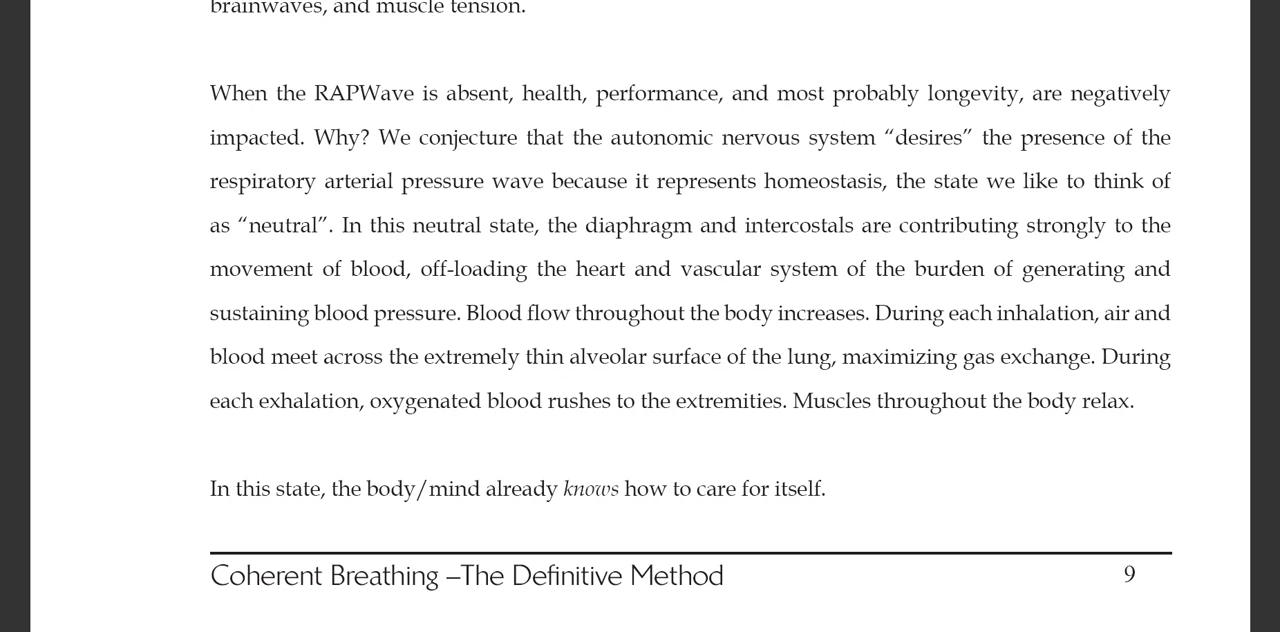 brainwaves, and muscle tension.
When the RAPWave is absent, health, performance, and most probably longevity, are negatively
impacted. Why? We conjecture that the autonomic nervous system “desires” the presence of the
respiratory arterial pressure wave because it represents homeostasis, the state we like to think of
as “neutral”. In this neutral state, the diaphragm and intercostals are contributing strongly to the
movement of blood, off-loading the heart and vascular system of the burden of generating and
sustaining blood pressure. Blood flow throughout the body increases. During each inhalation, air and
blood meet across the extremely thin alveolar surface of the lung, maximizing gas exchange. During
each exhalation, oxygenated blood rushes to the extremities. Muscles throughout the body relax.
In this state, the body/mind already knows how to care for itself.
Coherent Breathing –The Definitive Method 9